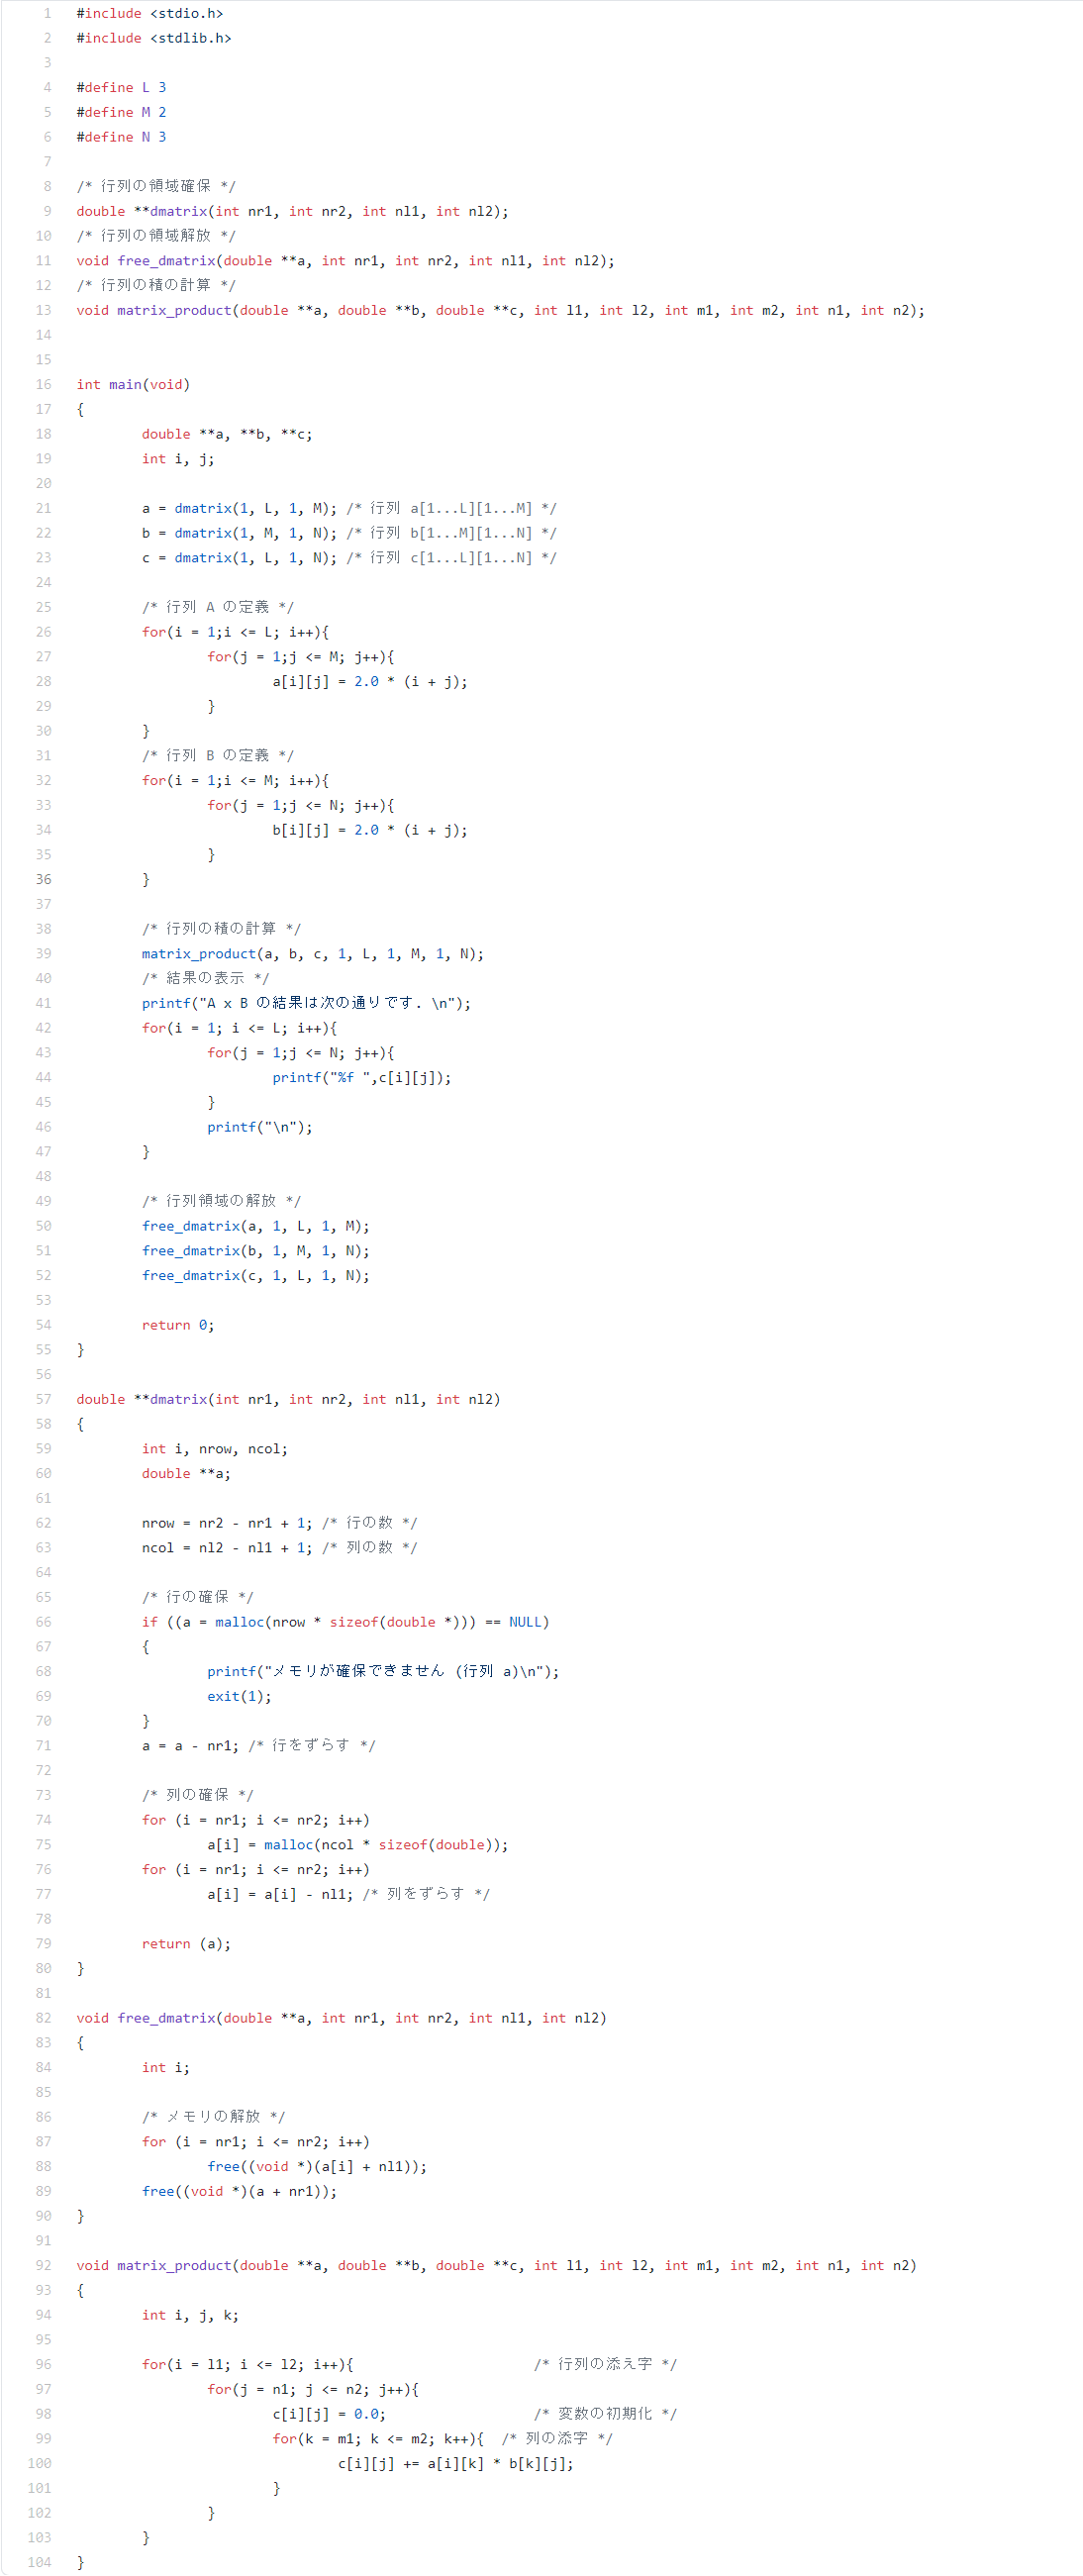 1 #include <stdio.h>
2 #include <stdlib.h>
3
4 #define L 3
5 #define M 2
6 #define N 3
7
8 /* 行列の領域確保 */
9 double **dmatrix(int nr1, int nr2, int nl1, int nl2);
10 /* 行列の領域解放 */
11 void free_dmatrix(double **a, int nr1, int nr2, int nl1, int nl2);
12 /* 行列の積の計算 */
13 void matrix_product(double **a, double **b, double **c, int l1, int l2, int m1, int m2, int n1, int n2);
14
15
16 int main(void)
17 {
18 double **a, **b, **c;
19 int i, j;
20
21 a = dmatrix(1, L, 1, M); /* 行列 a[1...L][1...M] */
22 b = dmatrix(1, M, 1, N); /* 行列 b[1...M][1...N] */
23 c = dmatrix(1, L, 1, N); /* 行列 c[1...L][1...N] */
24
25 /* 行列 A の定義 */
26 for(i = 1;i <= L; i++){
27 for(j = 1;j <= M; j++){
28 a[i][j] = 2.0 * (i + j);
29 }
30 }
31 /* 行列 B の定義 */
32 for(i = 1;i <= M; i++){
33 for(j = 1;j <= N; j++){
34 b[i][j] = 2.0 * (i + j);
35 }
36 }
37
38 /* 行列の積の計算 */
39 matrix_product(a, b, c, 1, L, 1, M, 1, N);
40 /* 結果の表示 */
41 printf("A x B の結果は次の通りです. \n");
42 for(i = 1; i <= L; i++){
43 for(j = 1;j <= N; j++){
44 printf("%f ",c[i][j]);
45 }
46 printf("\n");
47 }
48
49 /* 行列領域の解放 */
50 free_dmatrix(a, 1, L, 1, M);
51 free_dmatrix(b, 1, M, 1, N);
52 free_dmatrix(c, 1, L, 1, N);
53
54 return 0;
55 }
56
57 double **dmatrix(int nr1, int nr2, int nl1, int nl2)
58 {
59 int i, nrow, ncol;
60 double **a;
61
62 nrow = nr2 - nr1 + 1; /* 行の数 */
63 ncol = nl2 - nl1 + 1; /* 列の数 */
64
65 /* 行の確保 */
66 if ((a = malloc(nrow * sizeof(double *))) == NULL)
67 {
68 printf("メモリが確保できません (行列 a)\n");
69 exit(1);
70 }
71 a = a - nr1; /* 行をずらす */
72
73 /* 列の確保 */
74 for (i = nr1; i <= nr2; i++)
75 a[i] = malloc(ncol * sizeof(double));
76 for (i = nr1; i <= nr2; i++)
77 a[i] = a[i] - nl1; /* 列をずらす */
78
79 return (a);
80 }
81
82 void free_dmatrix(double **a, int nr1, int nr2, int nl1, int nl2)
83 {
84 int i;
85
86 /* メモリの解放 */
87 for (i = nr1; i <= nr2; i++)
88 free((void *)(a[i] + nl1));
89 free((void *)(a + nr1));
90 }
91
92 void matrix_product(double **a, double **b, double **c, int l1, int l2, int m1, int m2, int n1, int n2)
93 {
94 int i, j, k;
95
96 for(i = l1; i <= l2; i++){ /* 行列の添え字 */
97 for(j = n1; j <= n2; j++){
98 c[i][j] = 0.0; /* 変数の初期化 */
99 for(k = m1; k <= m2; k++){ /* 列の添字 */
100 c[i][j] += a[i][k] * b[k][j];
101 }
102 }
103 }
104 }